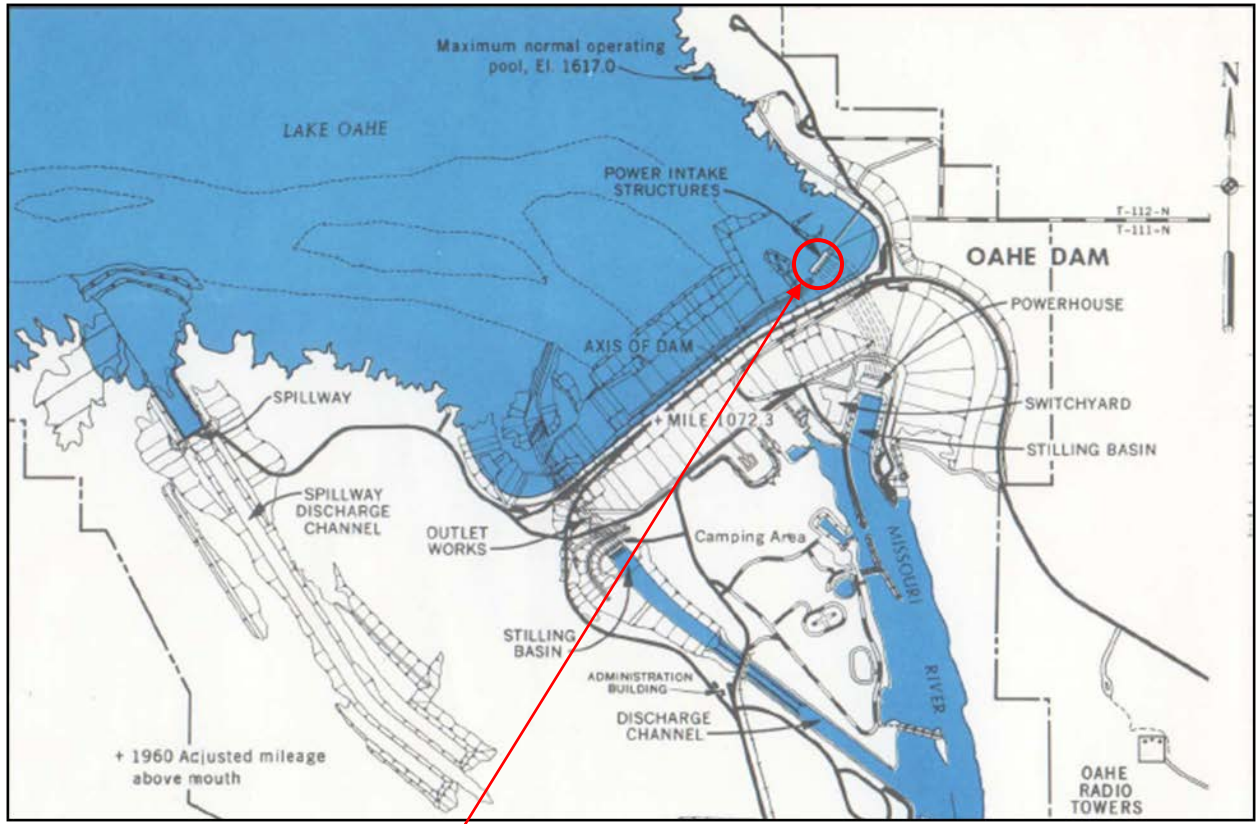 Maximum normal operating
pool, El. 1617.0
N
LAKE OAHE
POWER INTAKE
STRUCTURES
T-112-N
T-111-N
OAHE DAM
POWERHOUSE
AXIS OF DAM
SPILLWAY
+ MILE 1072.3
SWITCHYARD
STILLING BASIN
SPILLWAY
DISCHARGE
CHANNEL
OUTLET
WORKS
Camping Area
MISSOURI
RIVER
STILLING
BASIN
ADMINISTRATION
BUILDING
DISCHARGE
CHANNEL
+ 1960 Adjusted mileage
above mouth
OAHE
RADIO
TOWERS